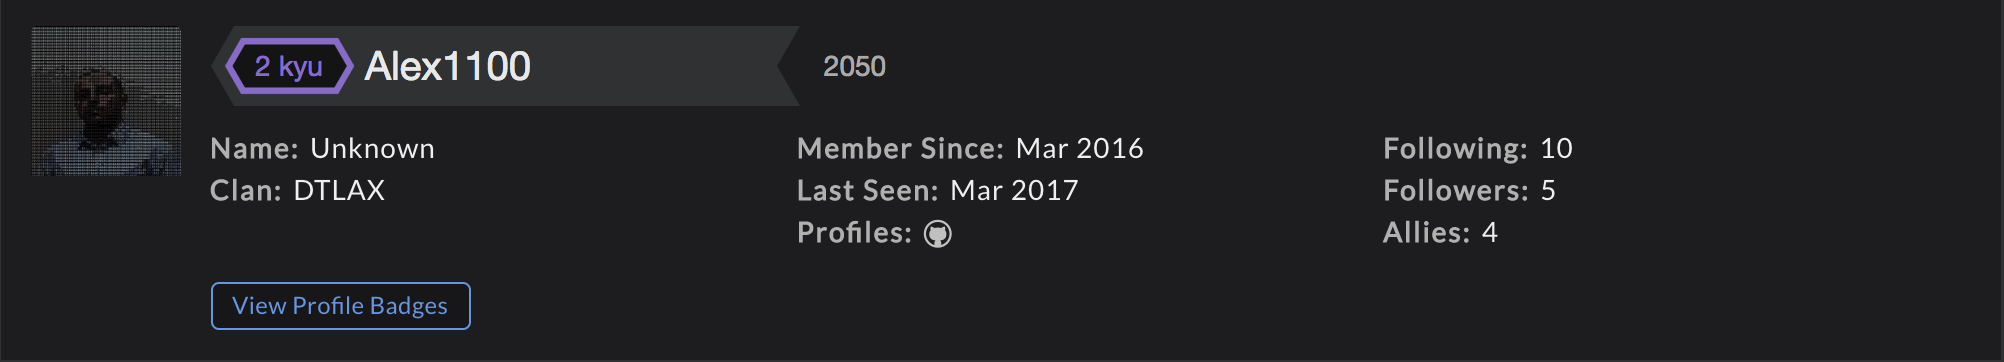 2 kyu Alex1100 2050
Name: Unknown
Clan: DTLAX
Member Since: Mar 2016
Last Seen: Mar 2017
Profiles:
Following: 10
Followers: 5
Allies: 4
View Profile Badges